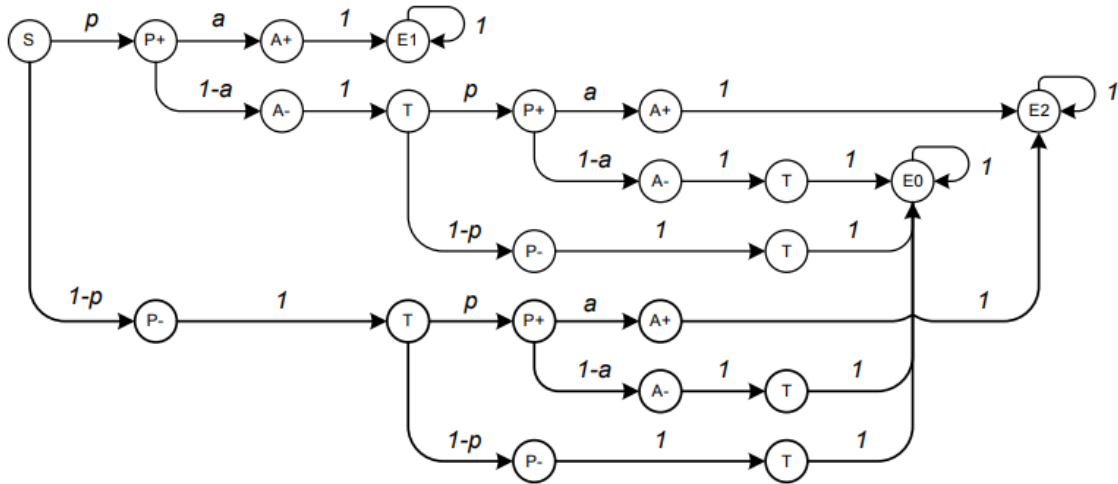 p a 1
S P+ A+ E1 1
1-a 1 p a 1
A- T P+ A+ E2 1
1-a 1 1
A- T E0 1
1-p 1 1
P- T
1-p 1 p a 1
P- T P+ A+
1-a 1 1
A- T
1-p 1 1
P- T